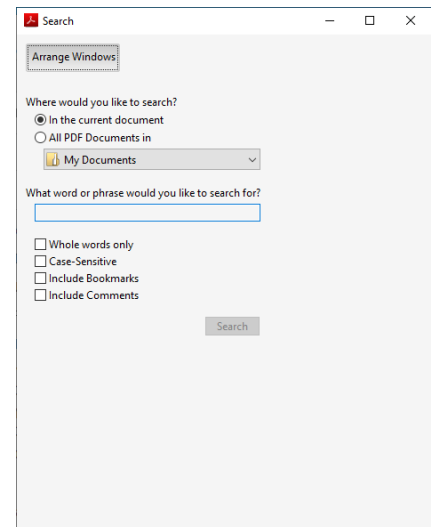 Search
Arrange Windows
Where would you like to search?
In the current document
All PDF Documents in
My Documents
What word or phrase would you like to search for?
Whole words only
Case-Sensitive
Include Bookmarks
Include Comments
Search